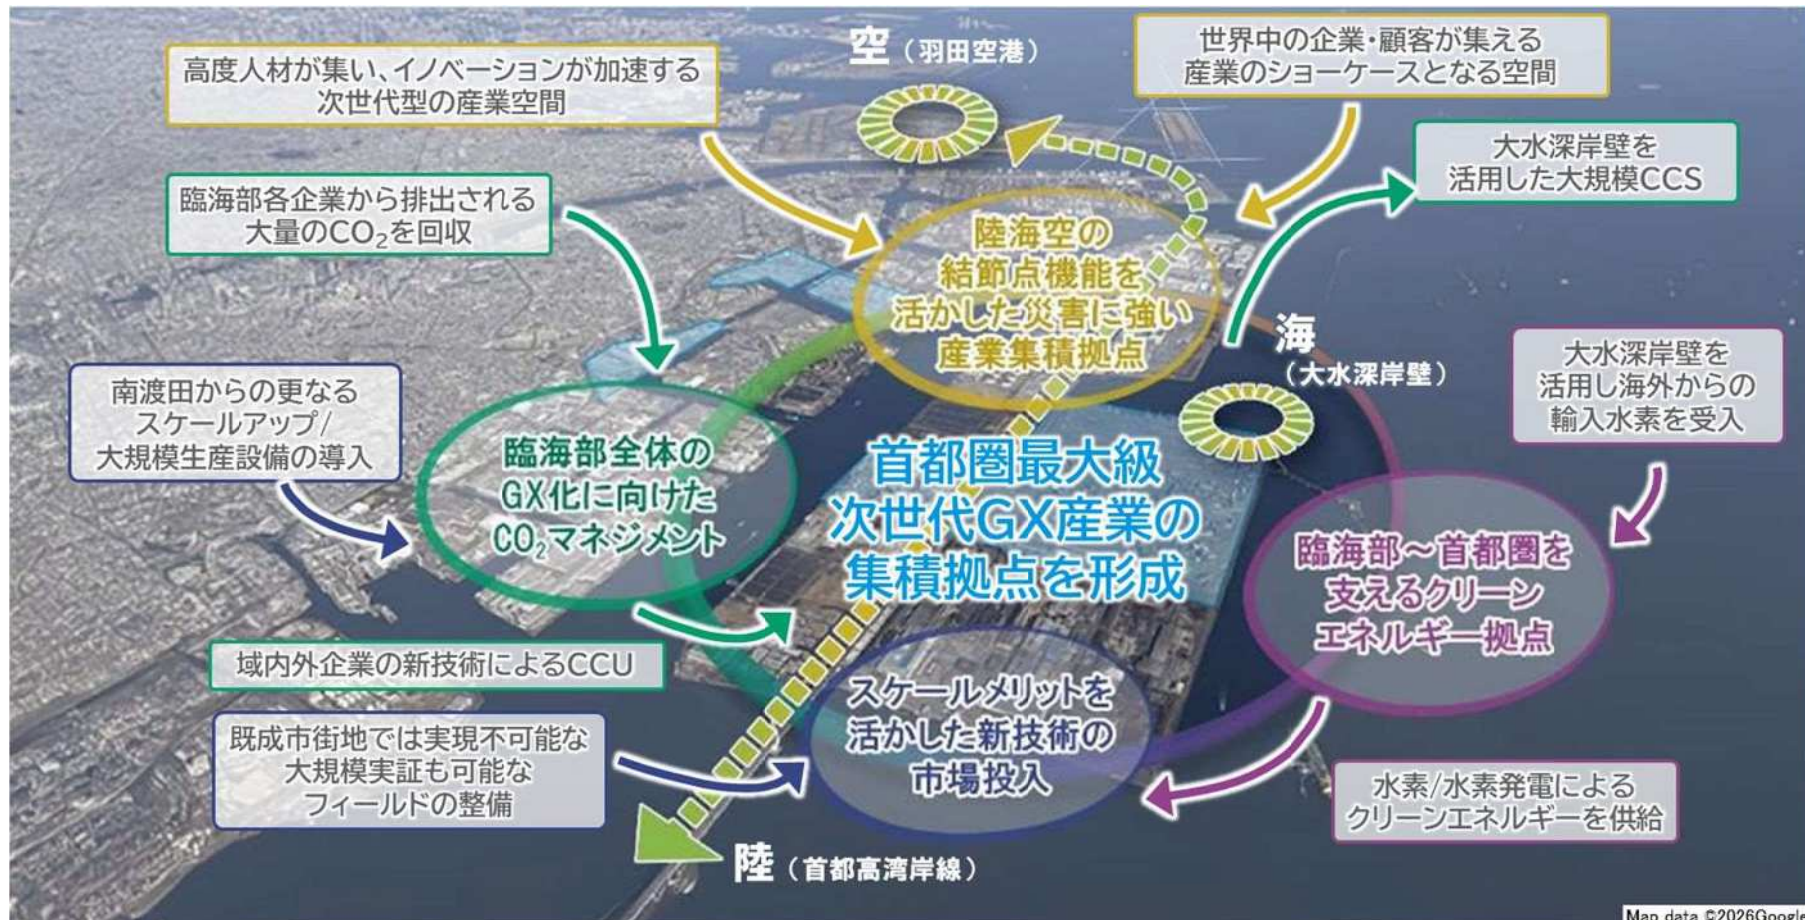 空（羽田空港）
高度人材が集い、イノベーションが加速する
次世代型の産業空間
世界中の企業・顧客が集える
産業のショーケースとなる空間
大水深岸壁を
活用した大規模CCS
臨海部各企業から排出される
大量のCO₂を回収
陸海空の
結節点機能を
活かした災害に強い
産業集積拠点
海
（大水深岸壁）
大水深岸壁を
活用し海外からの
輸入水素を受入
南渡田からの更なる
スケールアップ/
大規模生産設備の導入
臨海部全体の
GX化に向けた
CO₂マネジメント
首都圏最大級
次世代GX産業の
集積拠点を形成
臨海部～首都圏を
支えるクリーン
エネルギー拠点
域内外企業の新技術によるCCU
スケールメリットを
活かした新技術の
市場投入
既成市街地では実現不可能な
大規模実証も可能な
フィールドの整備
水素/水素発電による
クリーンエネルギーを供給
陸（首都高湾岸線）
Map data ©2026Google